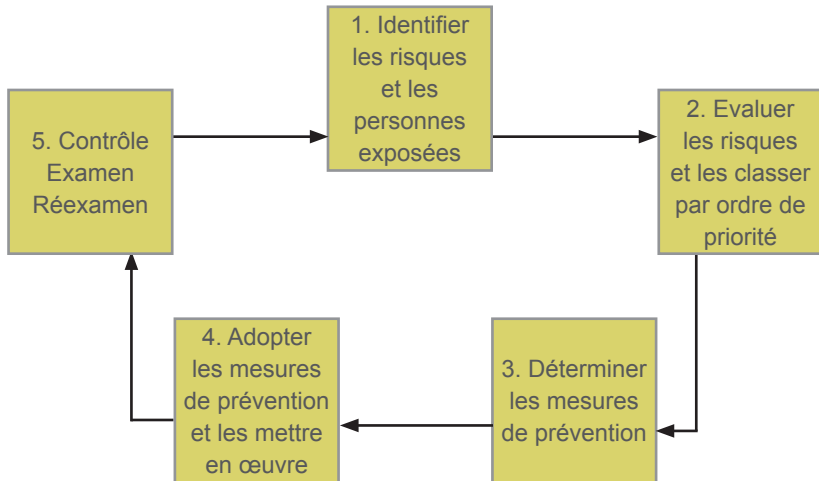 1. Identifier
les risques
et les
personnes
exposées
2. Evaluer
les risques
et les classer
par ordre de
priorité
3. Déterminer
les mesures
de prévention
4. Adopter
les mesures
de prévention
et les mettre
en œuvre
5. Contrôle
Examen
Réexamen